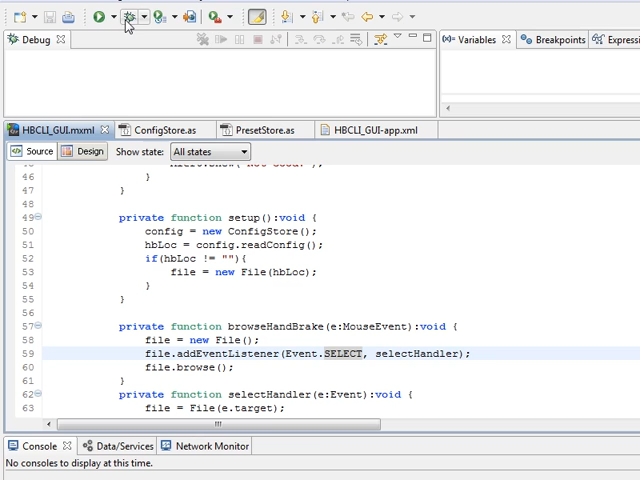 Debug
Variables
Breakpoints
Expressi
HBCLI_GUI.mxml
ConfigStore.as
PresetStore.as
HBCLI_GUI-app.xml
Source
Design
Show state:
All states
46 }
47 }
48
49 private function setup():void {
50 config = new ConfigStore();
51 hbLoc = config.readConfig();
52 if(hbLoc != ""){
53 file = new File(hbLoc);
54 }
55 }
56
57 private function browseHandBrake(e:MouseEvent):void {
58 file = new File();
59 file.addEventListener(Event.SELECT, selectHandler);
60 file.browse();
61 }
62 private function selectHandler(e:Event):void {
63 file = File(e.target);
Console
Data/Services
Network Monitor
No consoles to display at this time.